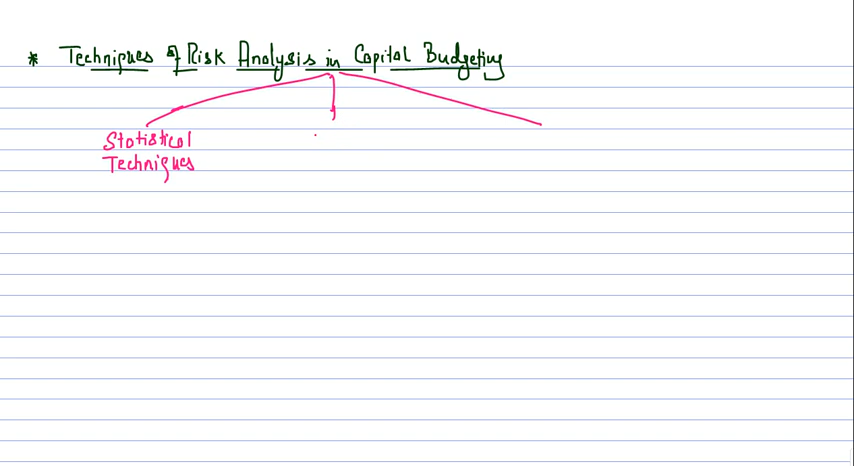 * Techniques of Risk Analysis in Capital Budgeting
Statistical
Techniques